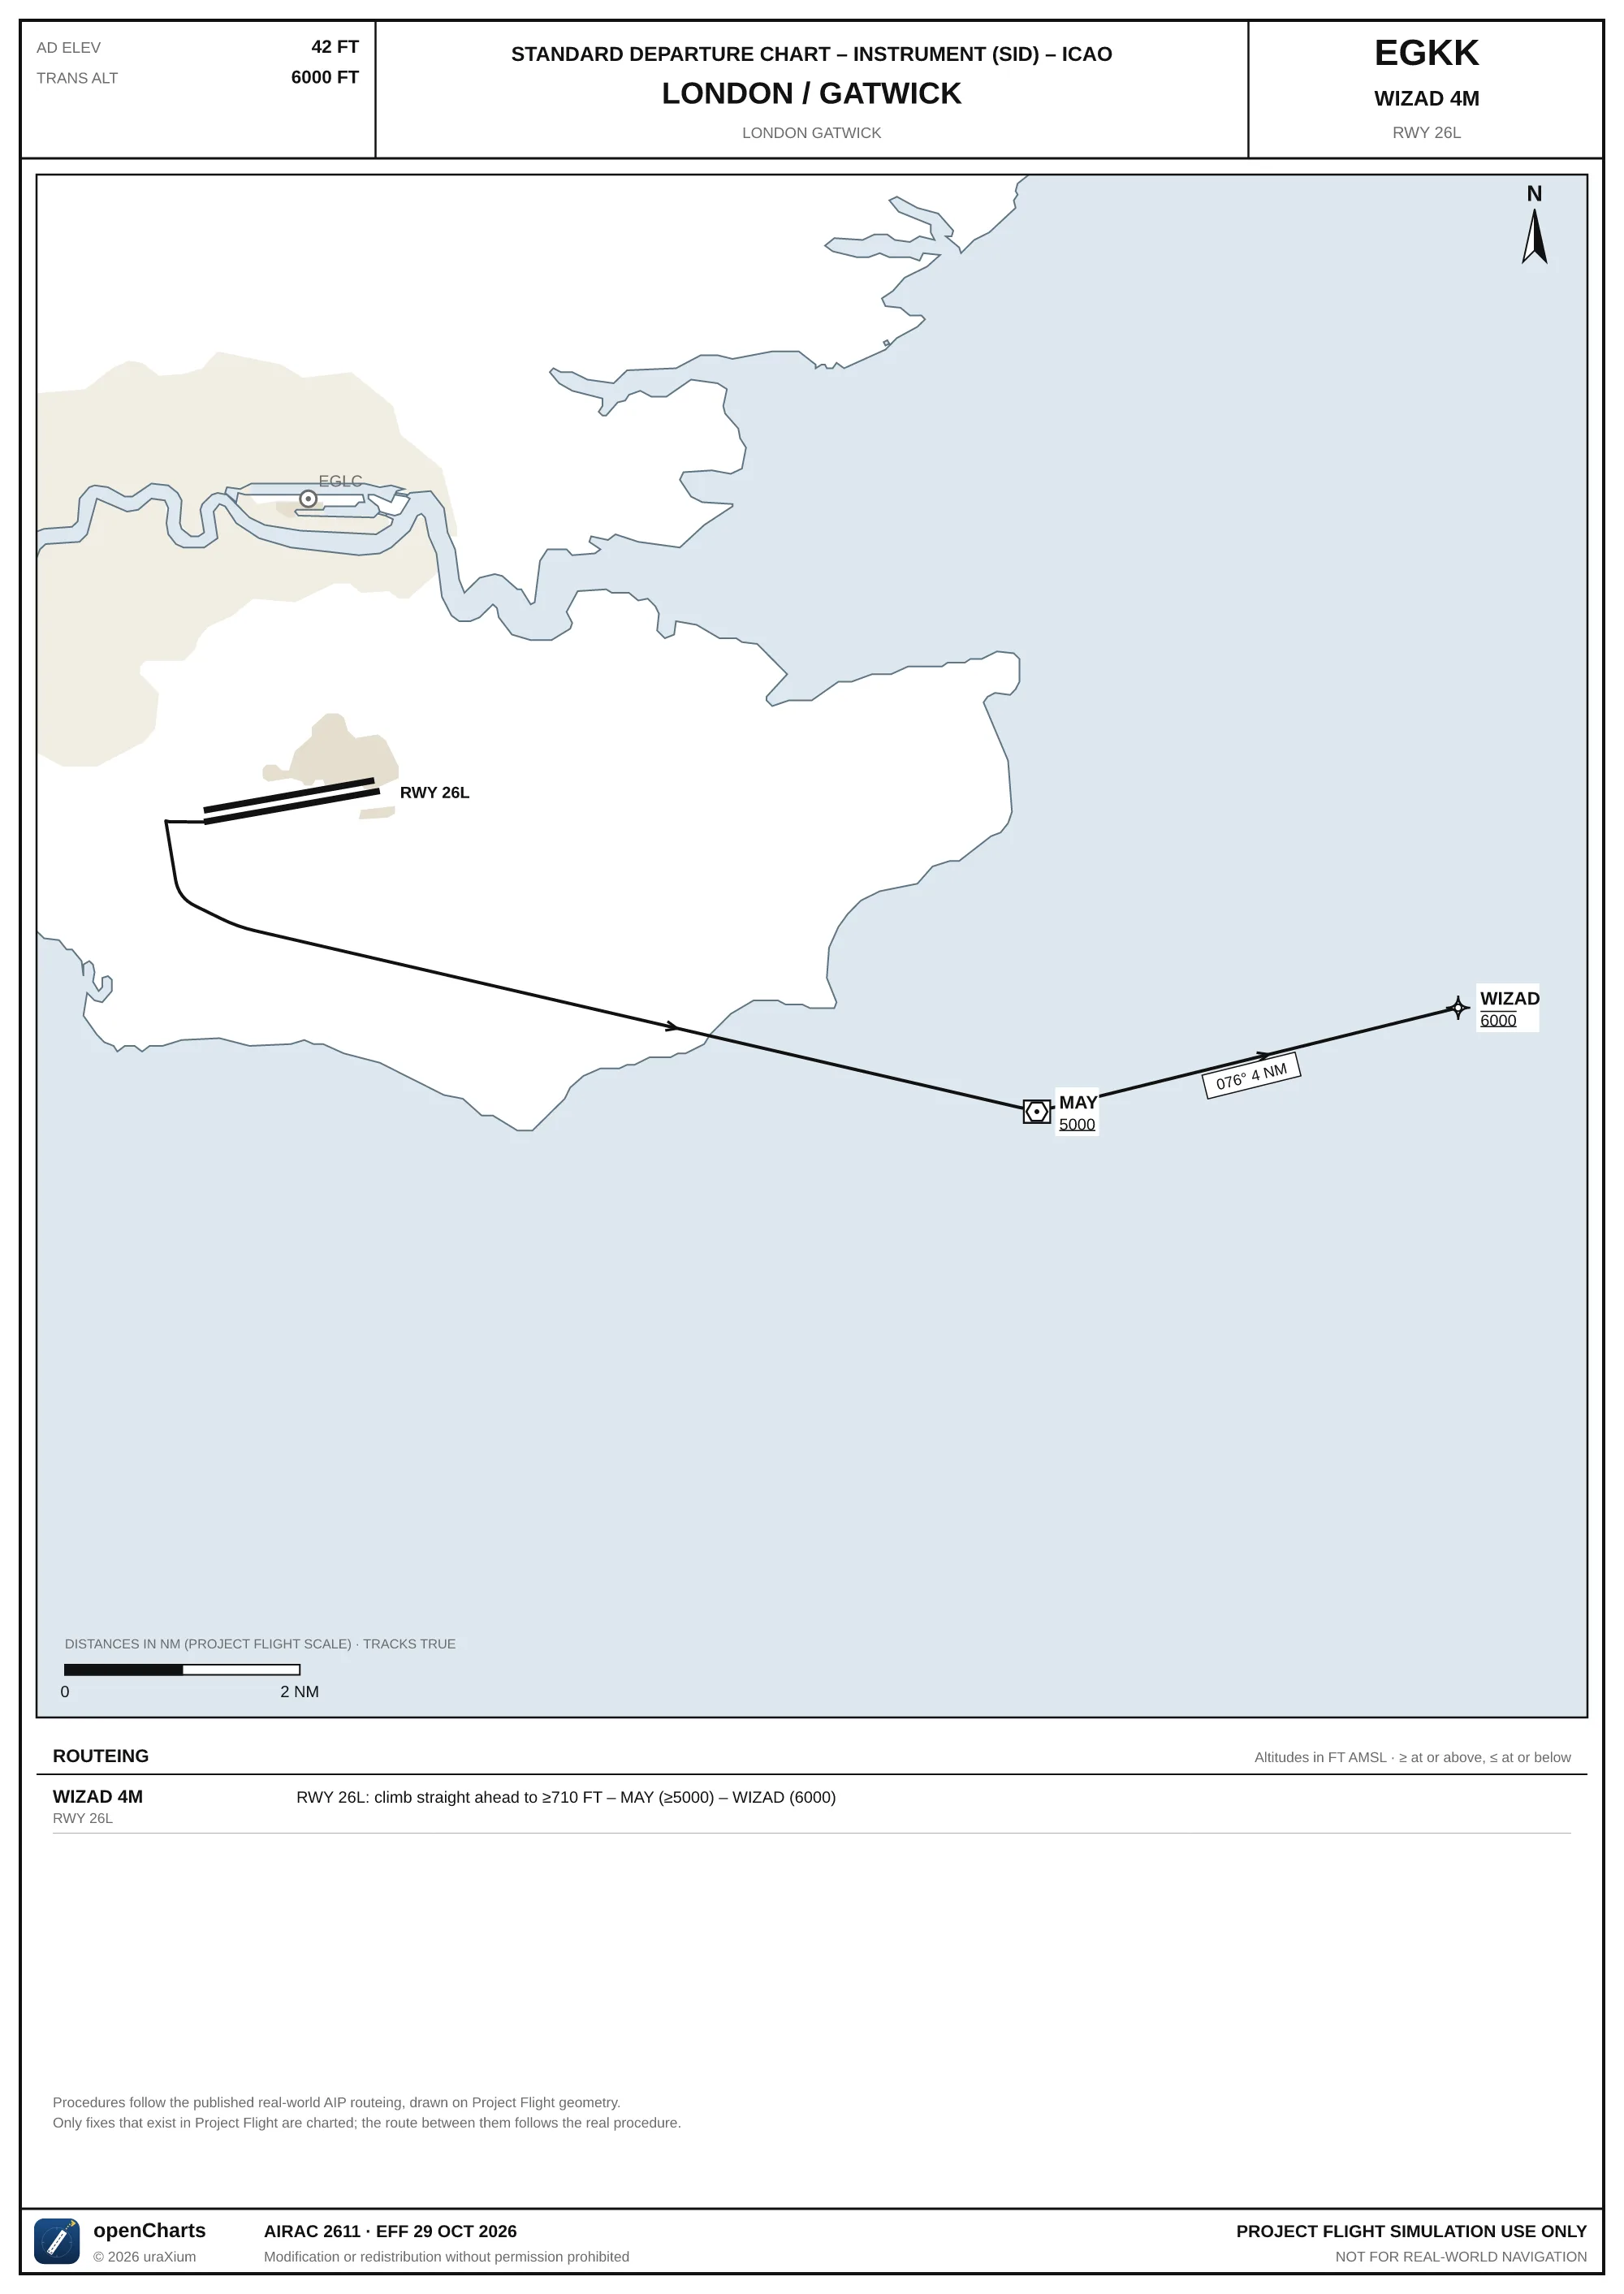 AD ELEV 42 FT
TRANS ALT 6000 FT
STANDARD DEPARTURE CHART – INSTRUMENT (SID) – ICAO
LONDON / GATWICK
LONDON GATWICK
EGKK
WIZAD 4M
RWY 26L
N
EGLC
RWY 26L
WIZAD
6000
076° 4 NM
MAY
5000
DISTANCES IN NM (PROJECT FLIGHT SCALE) · TRACKS TRUE
0 2 NM
ROUTEING Altitudes in FT AMSL · ≥ at or above, ≤ at or below
WIZAD 4M RWY 26L: climb straight ahead to ≥710 FT – MAY (≥5000) – WIZAD (6000)
RWY 26L
Procedures follow the published real-world AIP routeing, drawn on Project Flight geometry.
Only fixes that exist in Project Flight are charted; the route between them follows the real procedure.
openCharts
© 2026 uraXium
AIRAC 2611 · EFF 29 OCT 2026
Modification or redistribution without permission prohibited
PROJECT FLIGHT SIMULATION USE ONLY
NOT FOR REAL-WORLD NAVIGATION